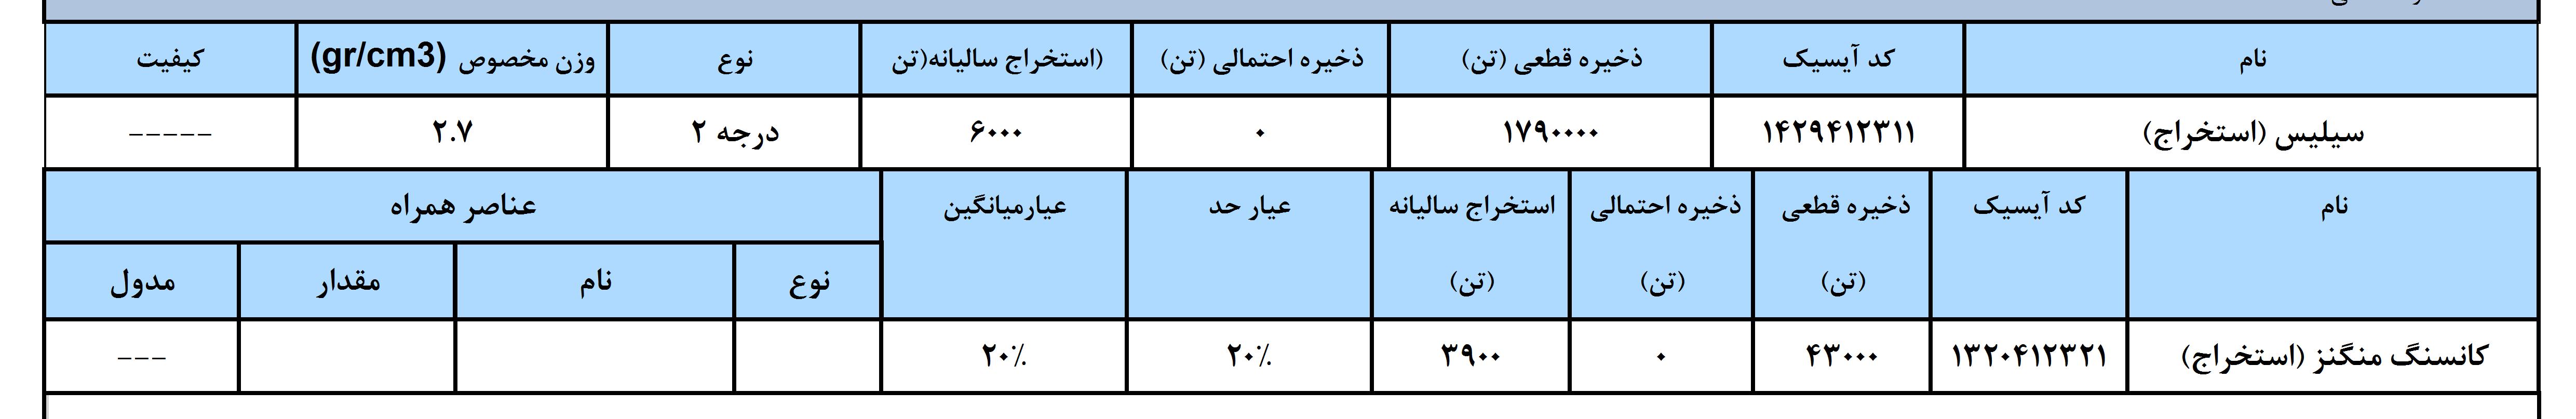 نام کد آیسیک ذخیره قطعی (تن) ذخیره احتمالی (تن) (استخراج سالیانه(تن نوع وزن مخصوص (gr/cm3) کیفیت
سیلیس (استخراج) ۱۴۲۹۴۱۲۳۱۱ ۱۷۹۰۰۰۰ ۰ ۶۰۰۰ درجه ۲ ۲.۷ -----
نام کد آیسیک ذخیره قطعی ذخیره احتمالی استخراج سالیانه عیار حد عیارمیانگین عناصر همراه
(تن) (تن) (تن) نوع نام مقدار مدول
کانسنگ منگنز (استخراج) ۱۳۲۰۴۱۲۳۲۱ ۴۳۰۰۰ ۰ ۳۹۰۰ ۲۰٪ ۲۰٪ ---